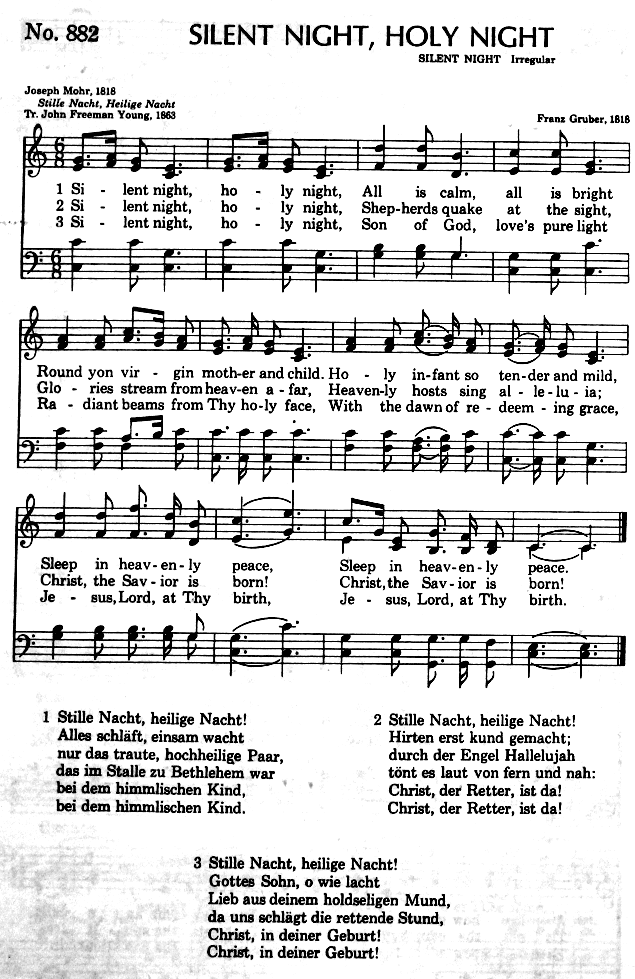 No. 882
SILENT NIGHT, HOLY NIGHT
SILENT NIGHT Irregular
Joseph Mohr, 1818
Stille Nacht, Heilige Nacht
Tr. John Freeman Young, 1863
Franz Gruber, 1818
6 8
1 Si - lent night, ho - ly night, All is calm, all is bright
2 Si - lent night, ho - ly night, Shep-herds quake at the sight,
3 Si - lent night, ho - ly night, Son of God, love's pure light
6 8
Round yon vir - gin moth-er and child. Ho - ly in-fant so ten-der and mild,
Glo - ries stream from heav-en a - far, Heaven-ly hosts sing al - le - lu - ia;
Ra - diant beams from Thy ho-ly face, With the dawn of re - deem - ing grace,
Sleep in heav-en-ly peace, Sleep in heav-en-ly peace.
Christ, the Sav-ior is born! Christ, the Sav-ior is born!
Je - sus, Lord, at Thy birth, Je - sus, Lord, at Thy birth.
1 Stille Nacht, heilige Nacht!
Alles schläft, einsam wacht
nur das traute, hochheilige Paar,
das im Stalle zu Bethlehem war
bei dem himmlischen Kind,
bei dem himmlischen Kind.
2 Stille Nacht, heilige Nacht!
Hirten erst kund gemacht;
durch der Engel Hallelujah
tönt es laut von fern und nah:
Christ, der Retter, ist da!
Christ, der Retter, ist da!
3 Stille Nacht, heilige Nacht!
Gottes Sohn, o wie lacht
Lieb aus deinem holdseligen Mund,
da uns schlägt die rettende Stund,
Christ, in deiner Geburt!
Christ, in deiner Geburt!